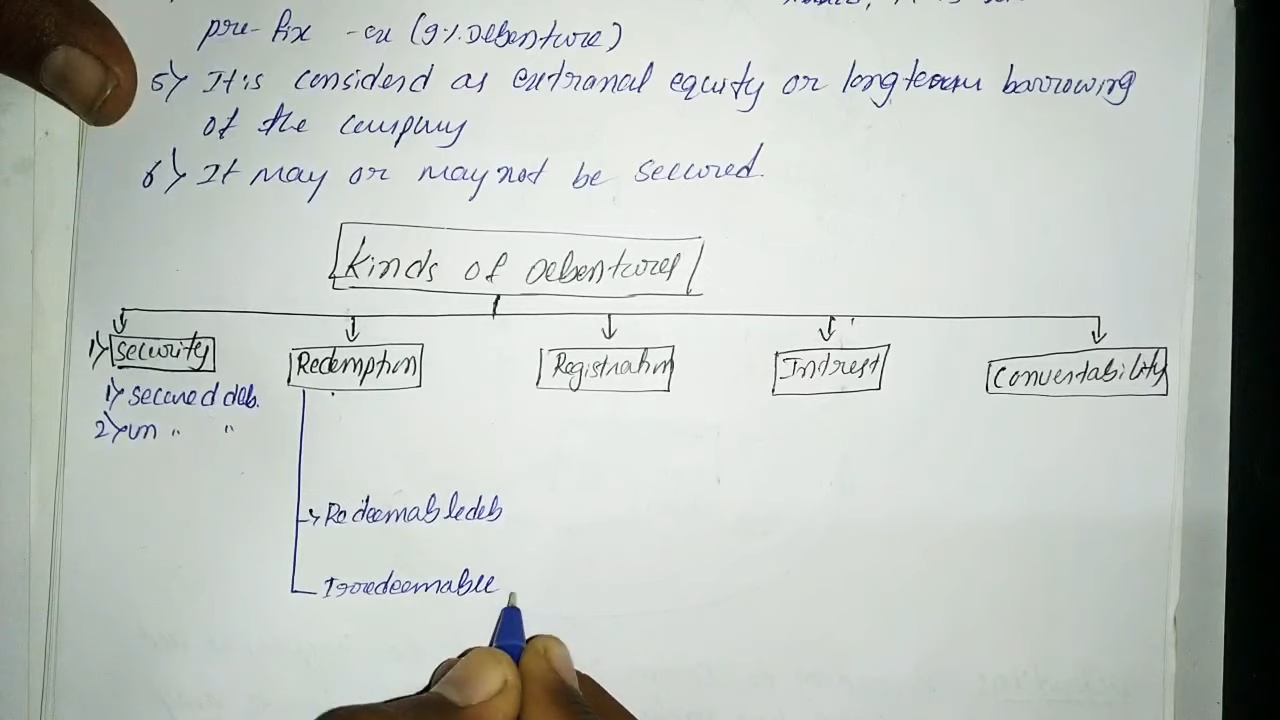 pre-fix -ex (9% Debenture)
5) It is considerd as extranal equity or long term borrowing
of the company
6) It may or may not be secured.
Kinds of Debentures
1) Security
Redemption
Registration
Intrest
Convertability
1) Secured deb.
2) un " "
Redeemable deb
Irredeemable